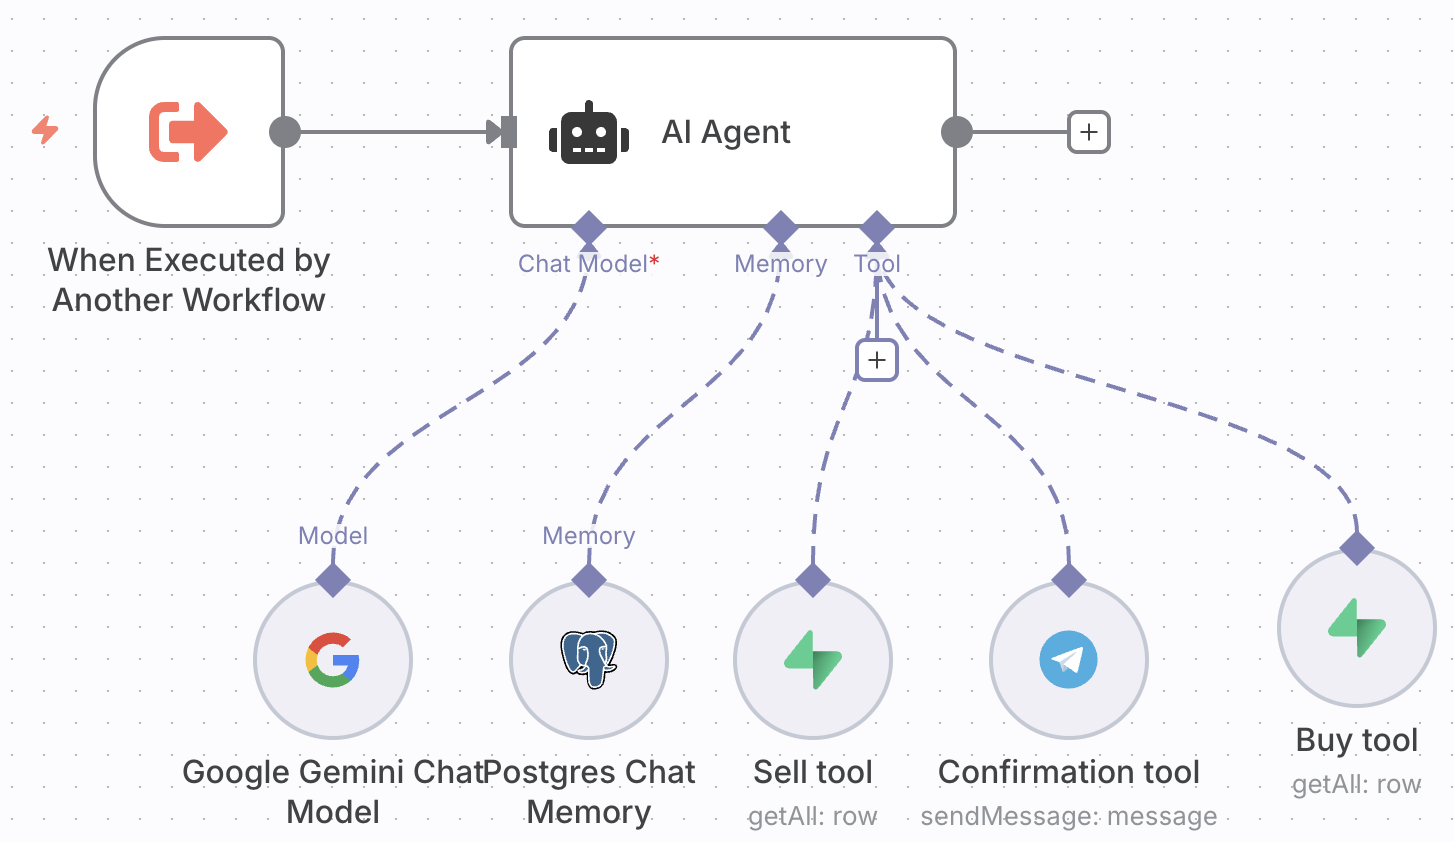 AI Agent
When Executed by
Another Workflow
Chat Model*
Memory
Tool
Model
Memory
Google Gemini Chat
Model
Postgres Chat
Memory
Sell tool
getAll: row
Confirmation tool
sendMessage: message
Buy tool
getAll: row